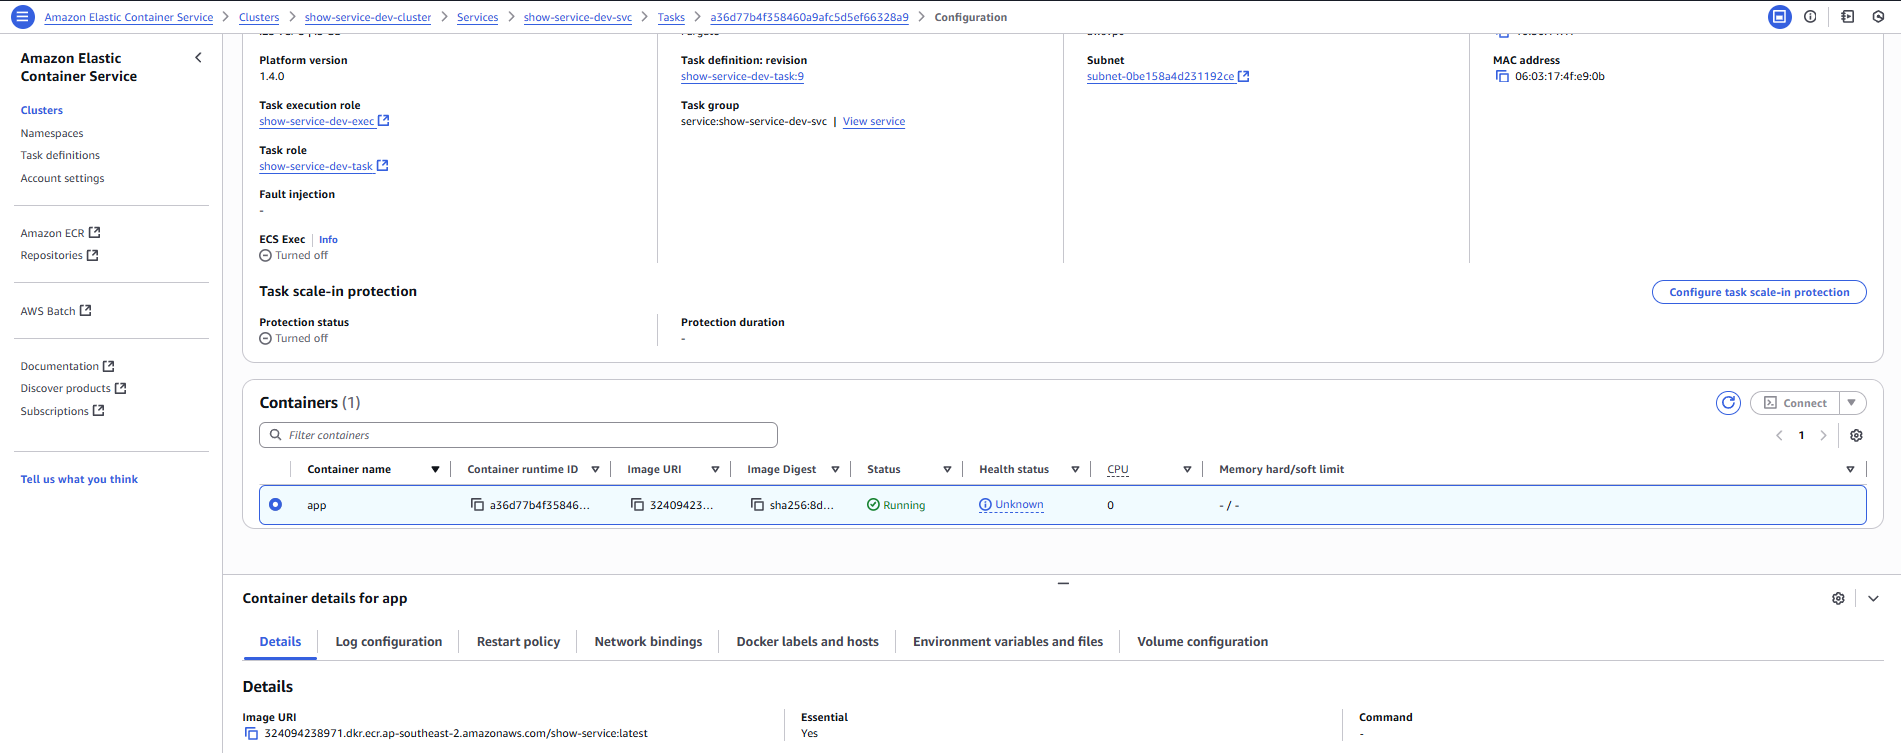 Amazon Elastic Container Service > Clusters > show-service-dev-cluster > Services > show-service-dev-svc > Tasks > a36d77b4f358460a9afc5d5ef66328a9 > Configuration
Amazon Elastic
Container Service
Clusters
Namespaces
Task definitions
Account settings
Amazon ECR
Repositories
AWS Batch
Documentation
Discover products
Subscriptions
Tell us what you think
Platform version
1.4.0
Task execution role
show-service-dev-exec
Task role
show-service-dev-task
Fault injection
-
ECS Exec | Info
Turned off
Task definition: revision
show-service-dev-task:9
Task group
service:show-service-dev-svc | View service
Subnet
subnet-0be158a4d231192ce
MAC address
06:03:17:4f:e9:0b
Task scale-in protection
Configure task scale-in protection
Protection status
Turned off
Protection duration
-
Containers (1)
Connect
Filter containers
1
Container name Container runtime ID Image URI Image Digest Status Health status CPU Memory hard/soft limit
app a36d77b4f35846... 32409423... sha256:8d... Running Unknown 0 - / -
Container details for app
Details Log configuration Restart policy Network bindings Docker labels and hosts Environment variables and files Volume configuration
Details
Image URI
324094238971.dkr.ecr.ap-southeast-2.amazonaws.com/show-service:latest
Essential
Yes
Command
-